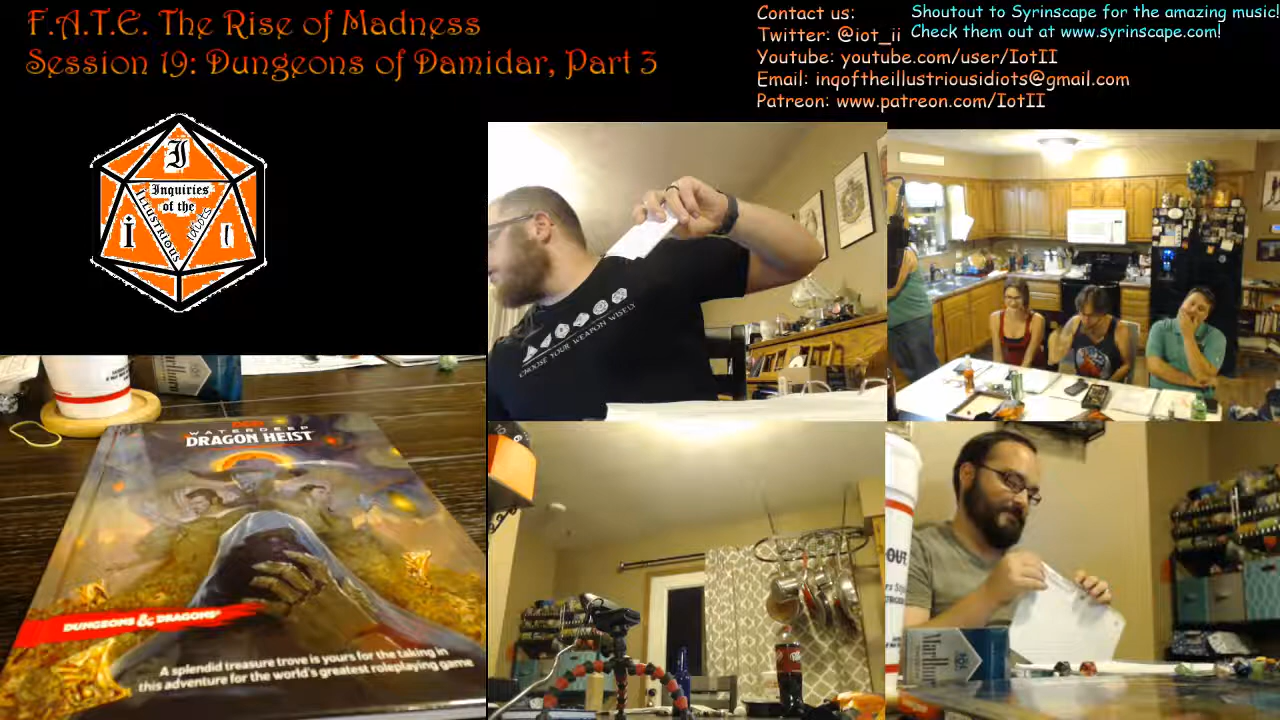 F.A.T.E. The Rise of Madness
Session 19: Dungeons of Damidar, Part 3
Contact us:
Twitter: @iot_ii
Youtube: youtube.com/user/IotII
Email: inqoftheillustriousidiots@gmail.com
Patreon: www.patreon.com/IotII
Shoutout to Syrinscape for the amazing music!
Check them out at www.syrinscape.com!
I
Inquiries
of the
ILLUSTRIOUS
idiots
i
I
CHOOSE YOUR WEAPON WISELY
WATERDEEP
DRAGON HEIST
DUNGEONS & DRAGONS
A splendid treasure trove is yours for the taking in
this adventure for the world's greatest roleplaying game
Marlboro